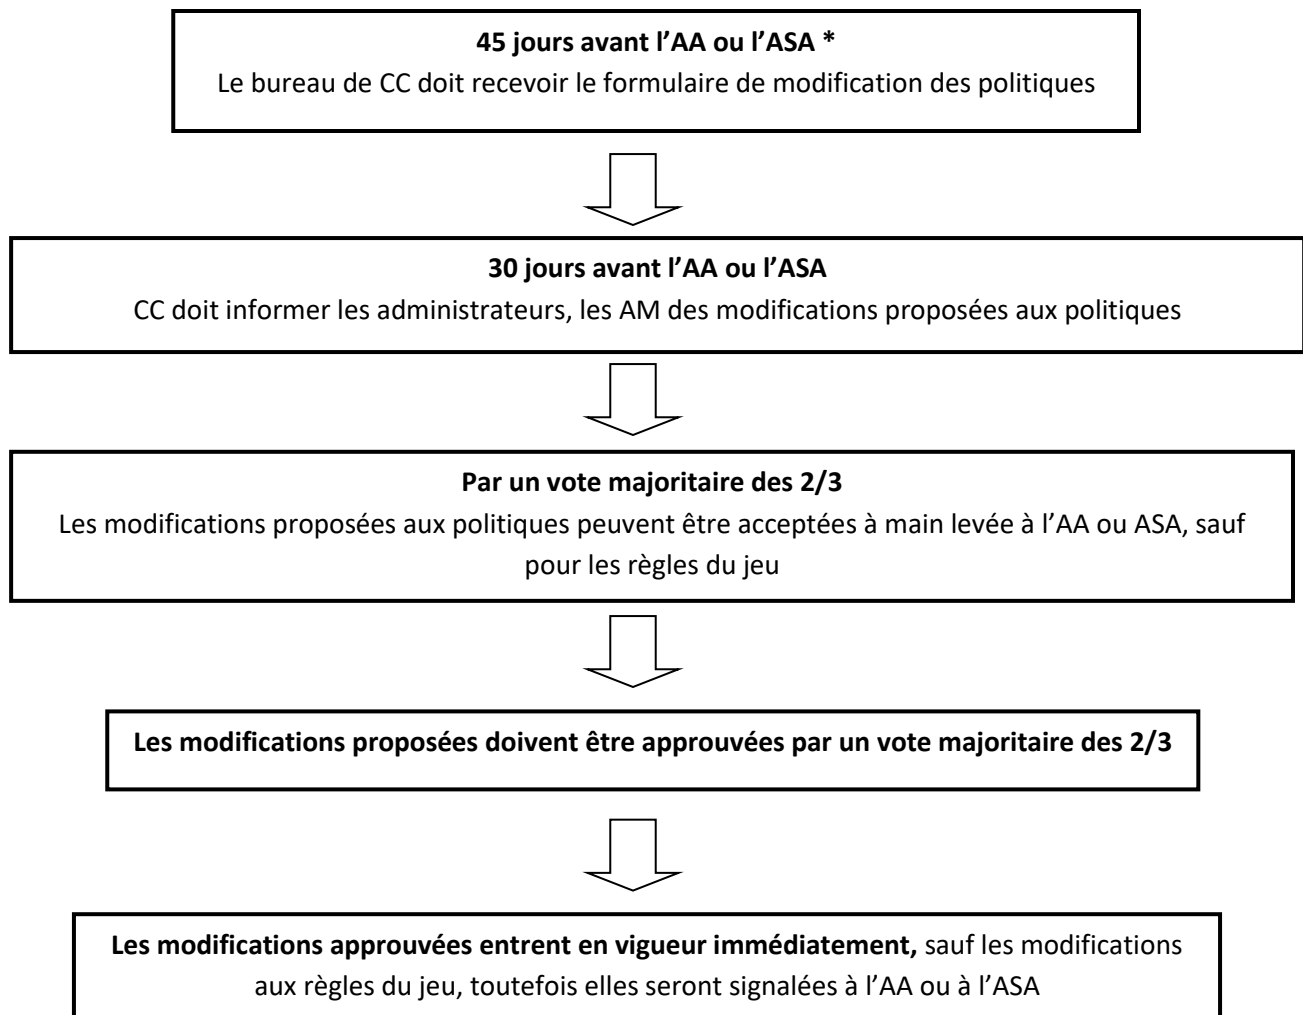 45 jours avant l’AA ou l’ASA *
Le bureau de CC doit recevoir le formulaire de modification des politiques
30 jours avant l’AA ou l’ASA
CC doit informer les administrateurs, les AM des modifications proposées aux politiques
Par un vote majoritaire des 2/3
Les modifications proposées aux politiques peuvent être acceptées à main levée à l’AA ou ASA, sauf
pour les règles du jeu
Les modifications proposées doivent être approuvées par un vote majoritaire des 2/3
Les modifications approuvées entrent en vigueur immédiatement, sauf les modifications
aux règles du jeu, toutefois elles seront signalées à l’AA ou à l’ASA